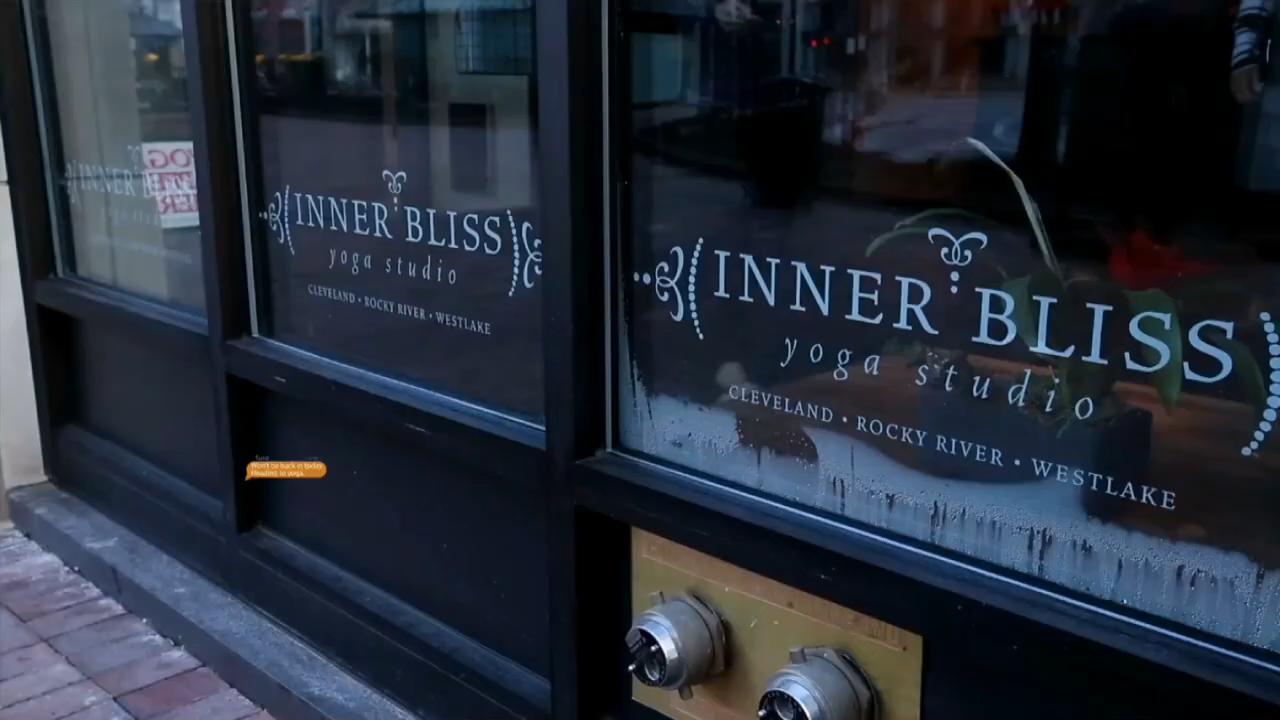 INNER
INNER BLISS
yoga studio
CLEVELAND • ROCKY RIVER • WESTLAKE
INNER BLISS
yoga studio
CLEVELAND • ROCKY RIVER • WESTLAKE
Won't be back in today.
Heading to yoga.